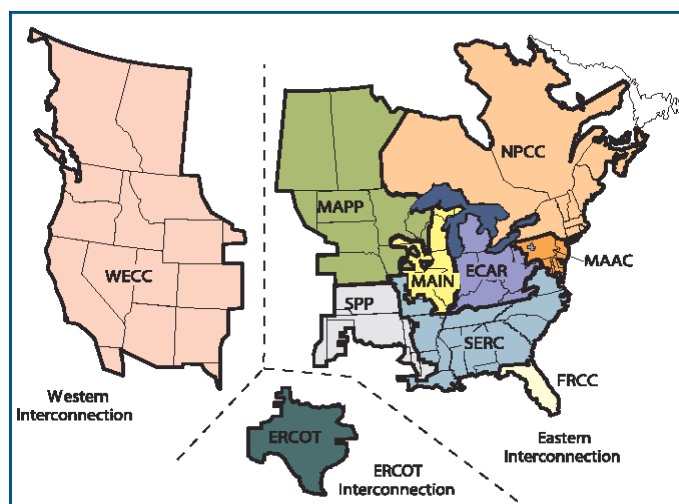 NPCC
MAPP
MAAC
WECC
MAIN
ECAR
SPP
SERC
FRCC
Western
Interconnection
ERCOT
ERCOT
Interconnection
Eastern
Interconnection